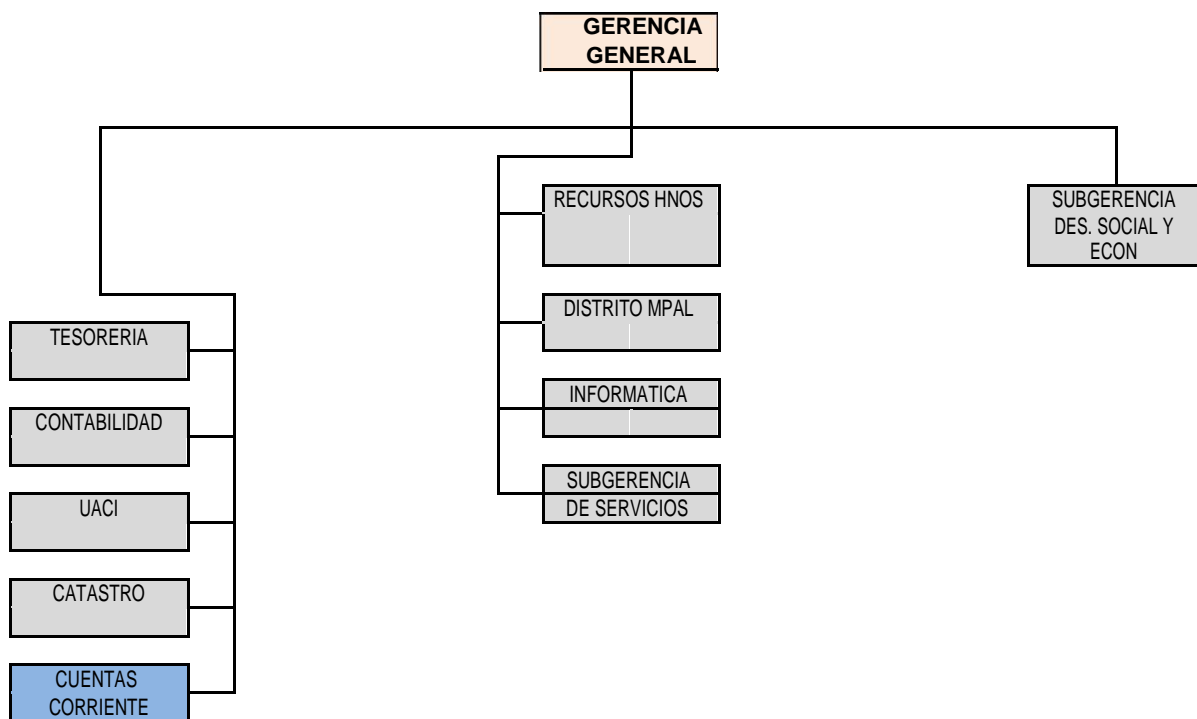 GERENCIA
GENERAL
RECURSOS HNOS
SUBGERENCIA
DES. SOCIAL Y
ECON
DISTRITO MPAL
TESORERIA
INFORMATICA
CONTABILIDAD
SUBGERENCIA
DE SERVICIOS
UACI
CATASTRO
CUENTAS
CORRIENTE